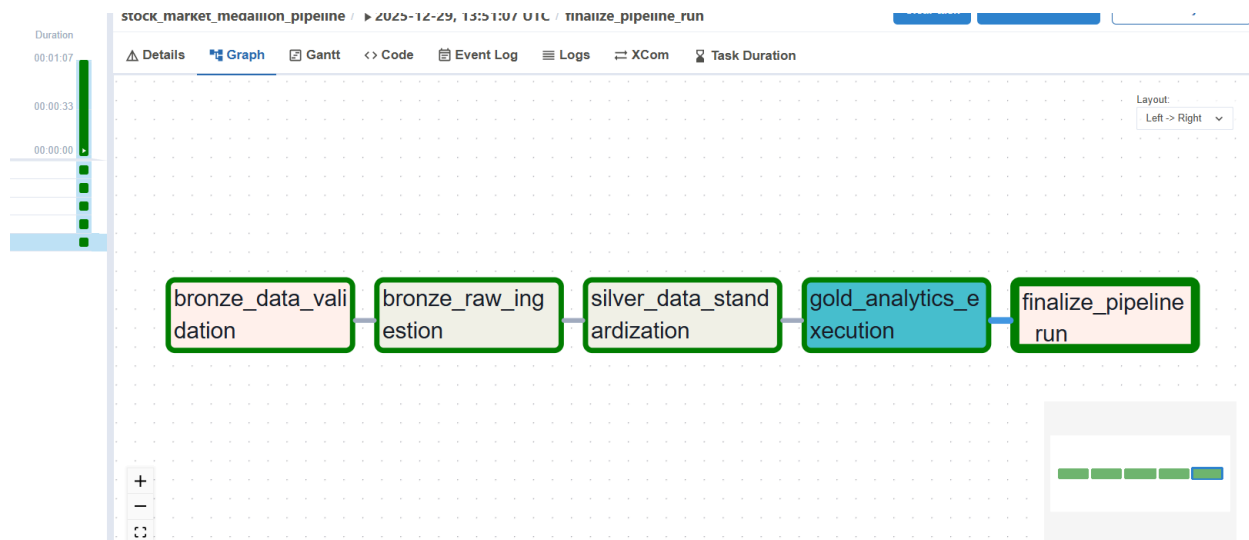 stock_market_medallion_pipeline / ▶ 2025-12-29, 13:51:07 UTC / finalize_pipeline_run
Duration
00:01:07
00:00:33
00:00:00
Details Graph Gantt <> Code Event Log Logs XCom Task Duration
Layout:
Left -> Right
bronze_data_vali
dation
bronze_raw_ing
estion
silver_data_stand
ardization
gold_analytics_e
xecution
finalize_pipeline
_run